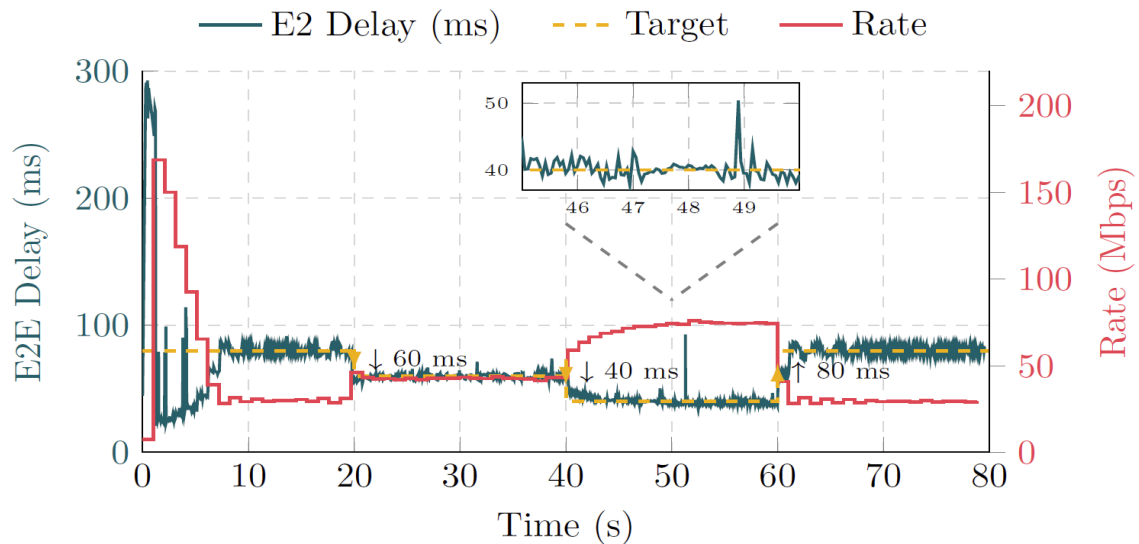 E2 Delay (ms) Target Rate
300 200 100 0
E2E Delay (ms)
50 40
46 47 48 49
↓ 60 ms
↓ 40 ms
↑ 80 ms
200 150 100 50 0
Rate (Mbps)
0 10 20 30 40 50 60 70 80
Time (s)